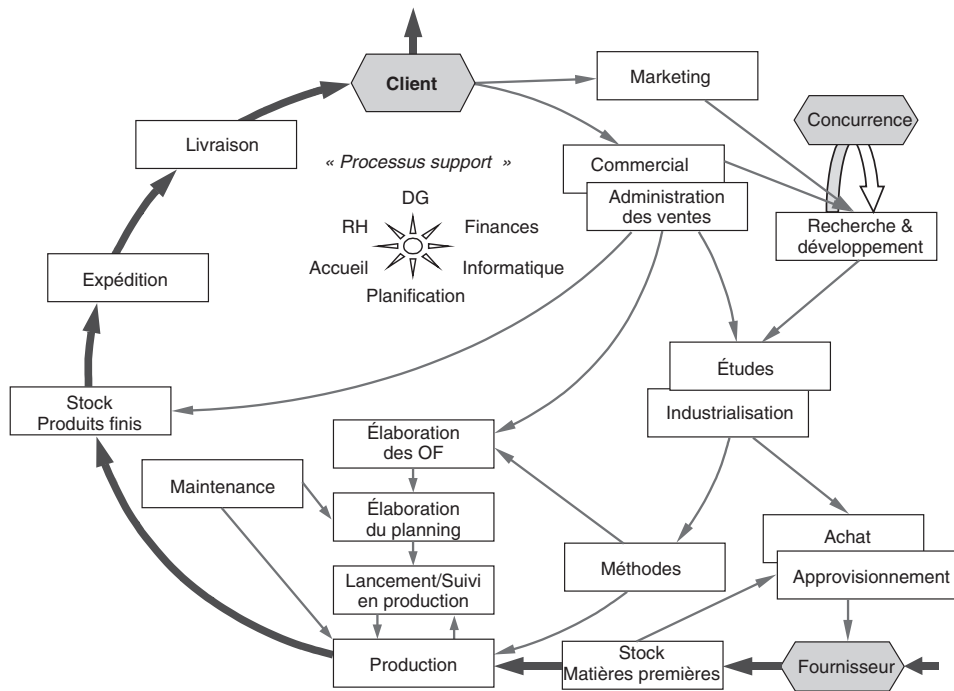 Client
Marketing
Concurrence
Livraison
« Processus support »
Commercial
DG
Administration
des ventes
RH
Finances
Recherche &
développement
Accueil
Informatique
Expédition
Planification
Études
Stock
Produits finis
Industrialisation
Élaboration
des OF
Maintenance
Élaboration
du planning
Achat
Méthodes
Approvisionnement
Lancement/Suivi
en production
Production
Stock
Matières premières
Fournisseur